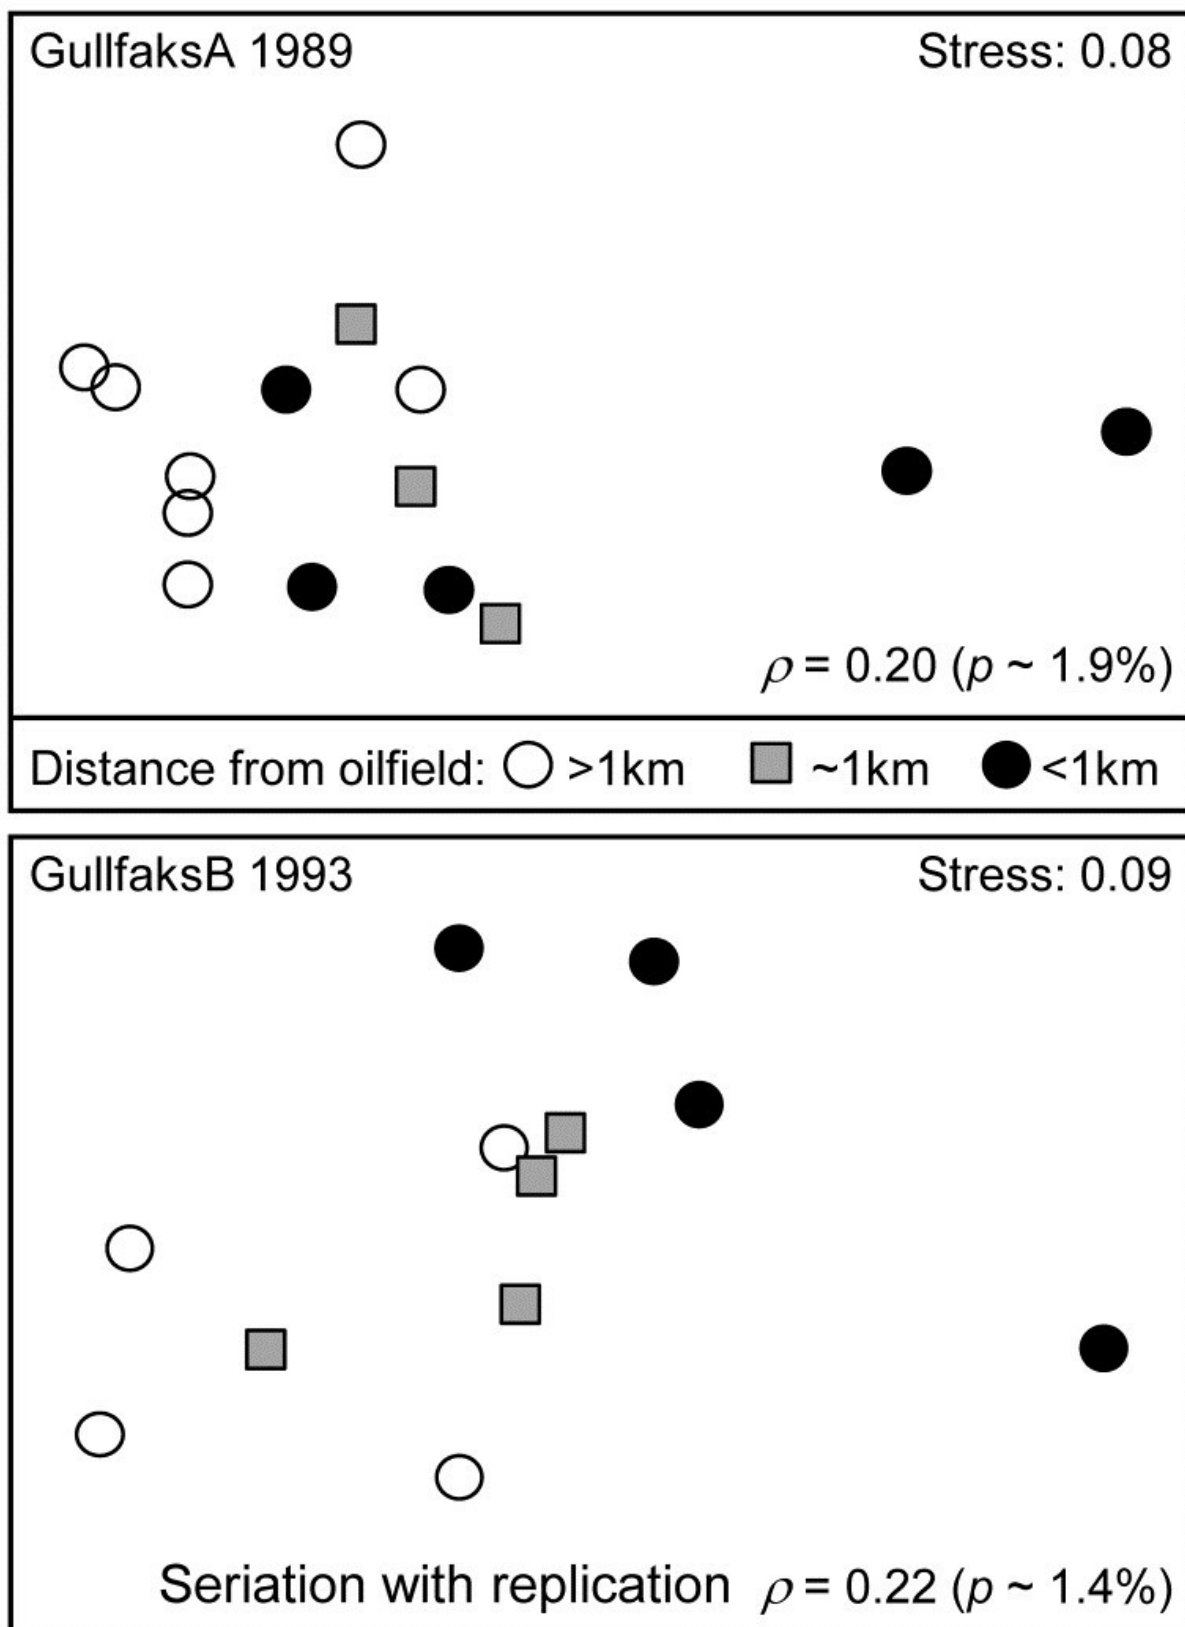 GullfaksA 1989 Stress: 0.08
ρ = 0.20 (p ~ 1.9%)
Distance from oilfield: >1km ~1km <1km
GullfaksB 1993 Stress: 0.09
Seriation with replication ρ = 0.22 (p ~ 1.4%)